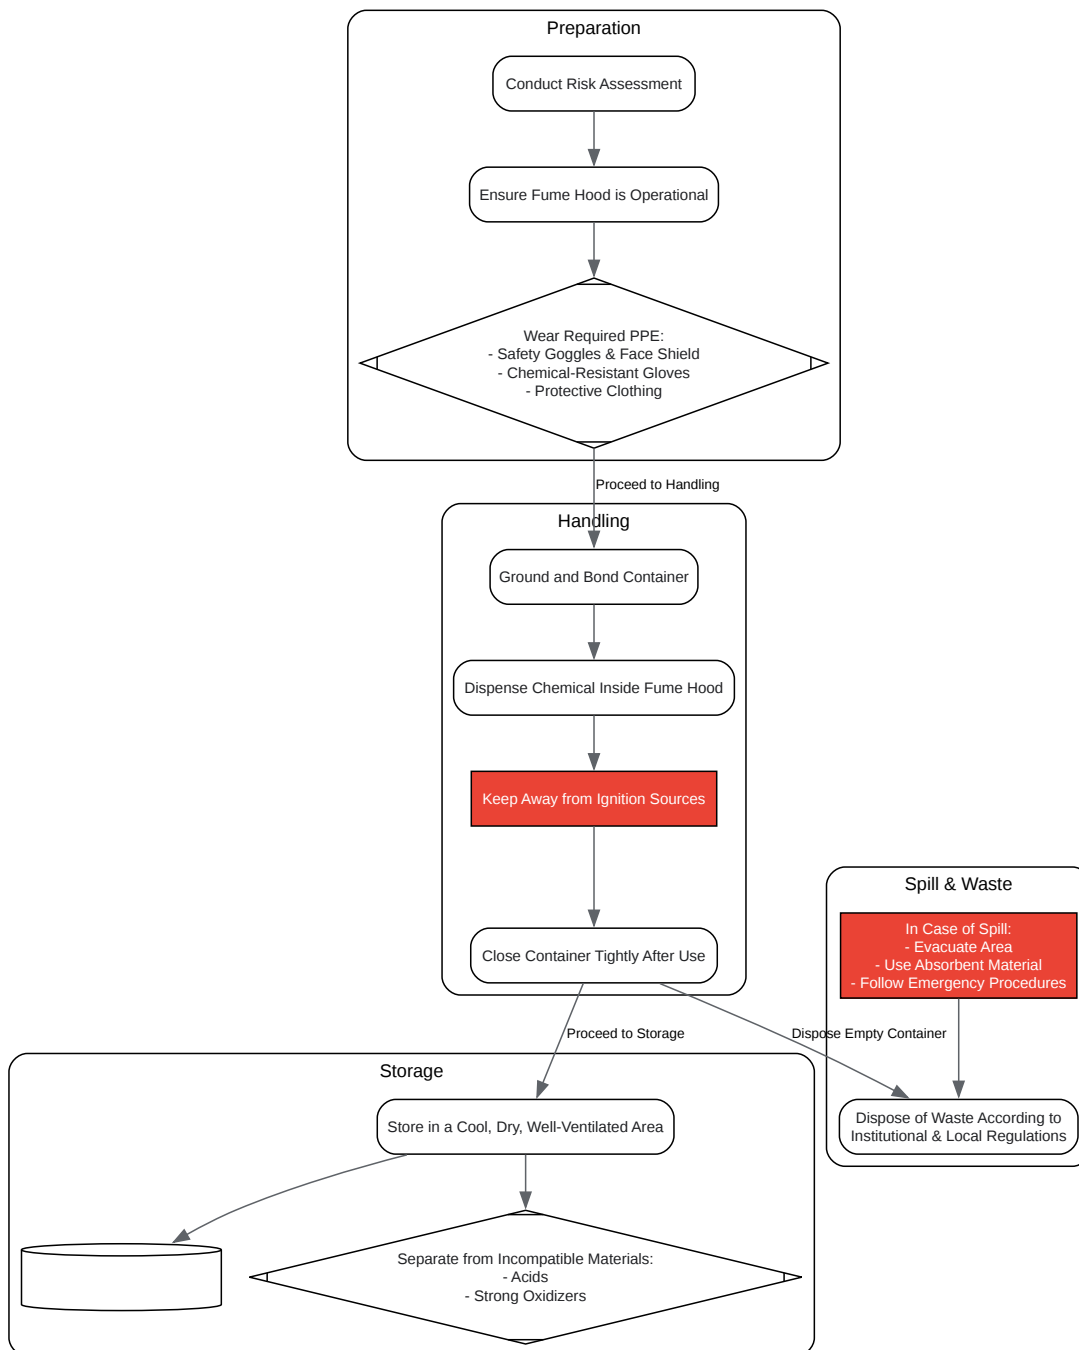 Preparation
Conduct Risk Assessment
Ensure Fume Hood is Operational
Wear Required PPE:
- Safety Goggles & Face Shield
- Chemical-Resistant Gloves
- Protective Clothing
Proceed to Handling
Handling
Ground and Bond Container
Dispense Chemical Inside Fume Hood
Keep Away from Ignition Sources
Close Container Tightly After Use
Spill & Waste
In Case of Spill:
- Evacuate Area
- Use Absorbent Material
- Follow Emergency Procedures
Proceed to Storage
Dispose Empty Container
Storage
Store in a Cool, Dry, Well-Ventilated Area
Dispose of Waste According to
Institutional & Local Regulations
Separate from Incompatible Materials:
- Acids
- Strong Oxidizers